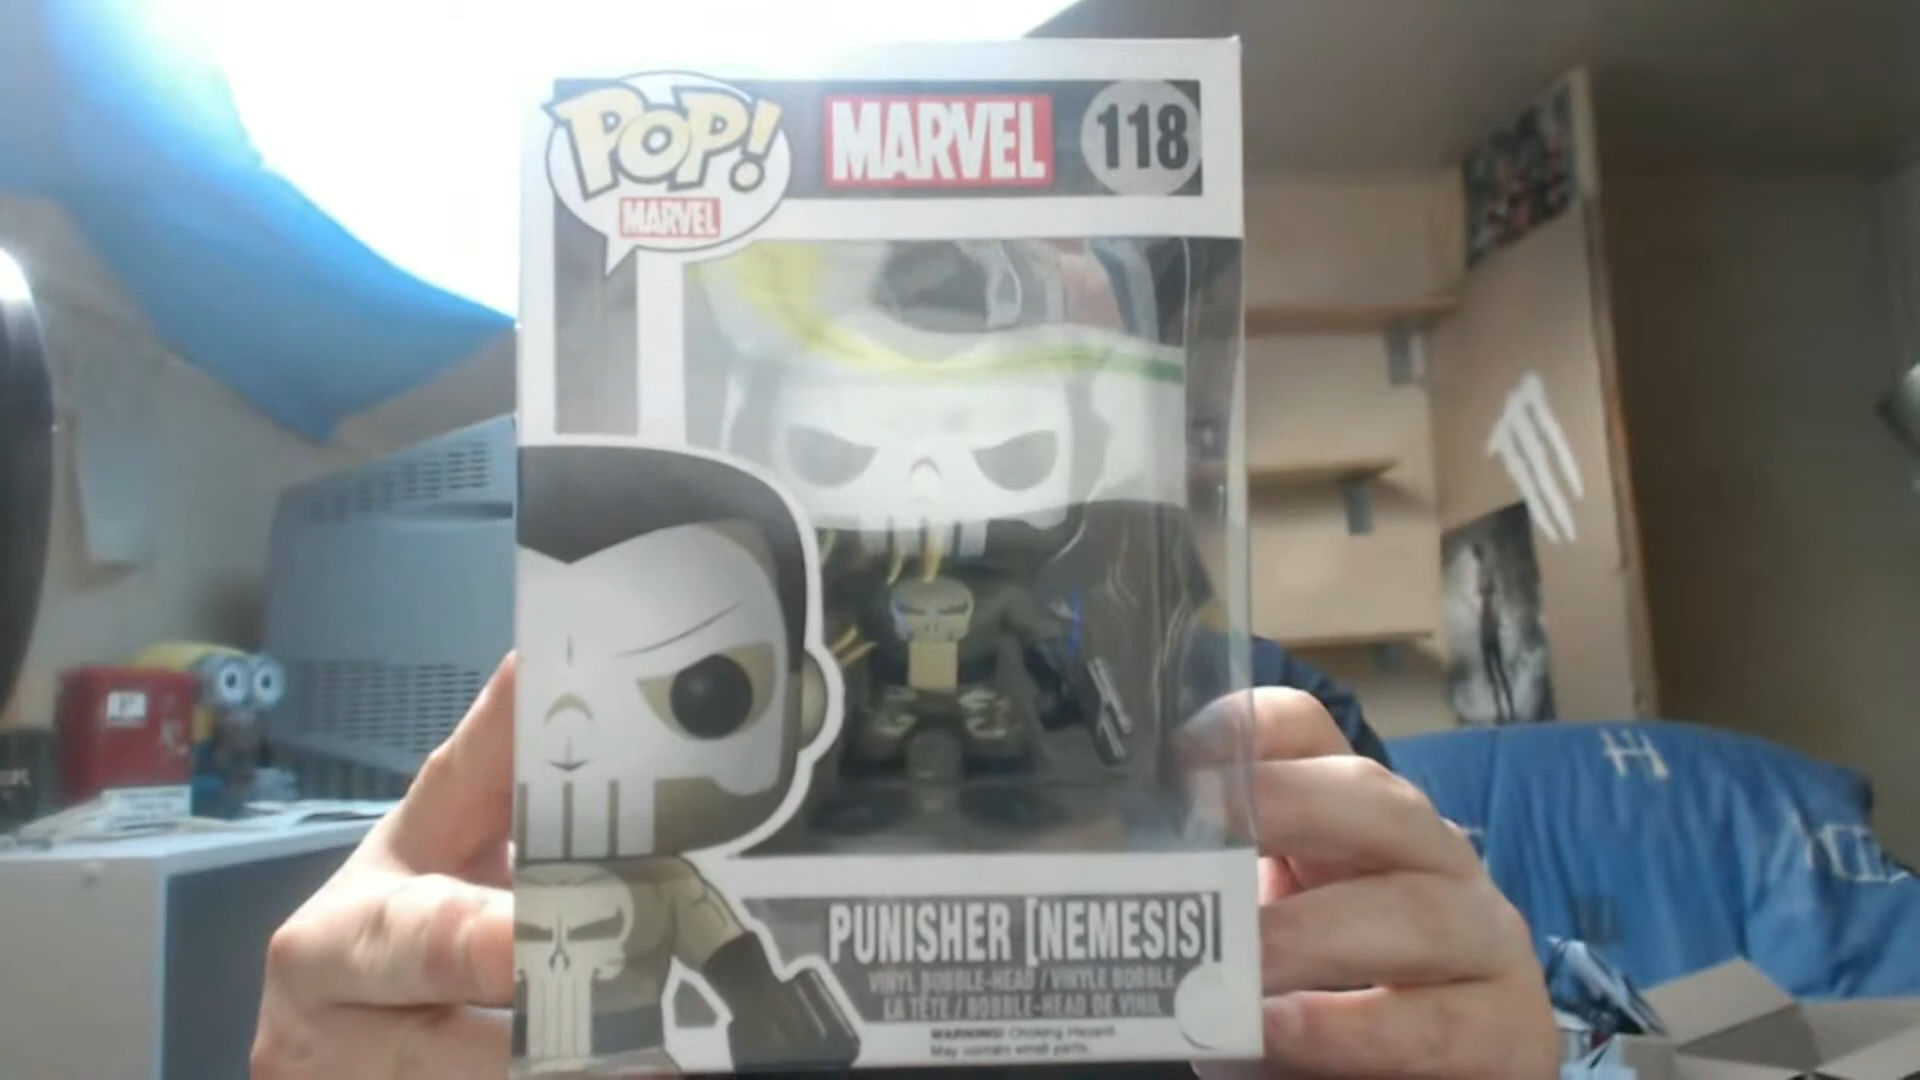 POP!
MARVEL
MARVEL
118
PUNISHER [NEMESIS]
VINYL BOBBLE-HEAD / VINYLE BOBBLE
LA TÊTE / BOBBLE-HEAD DE VINIL
WARNING! Choking Hazard.
May contain small parts.
H